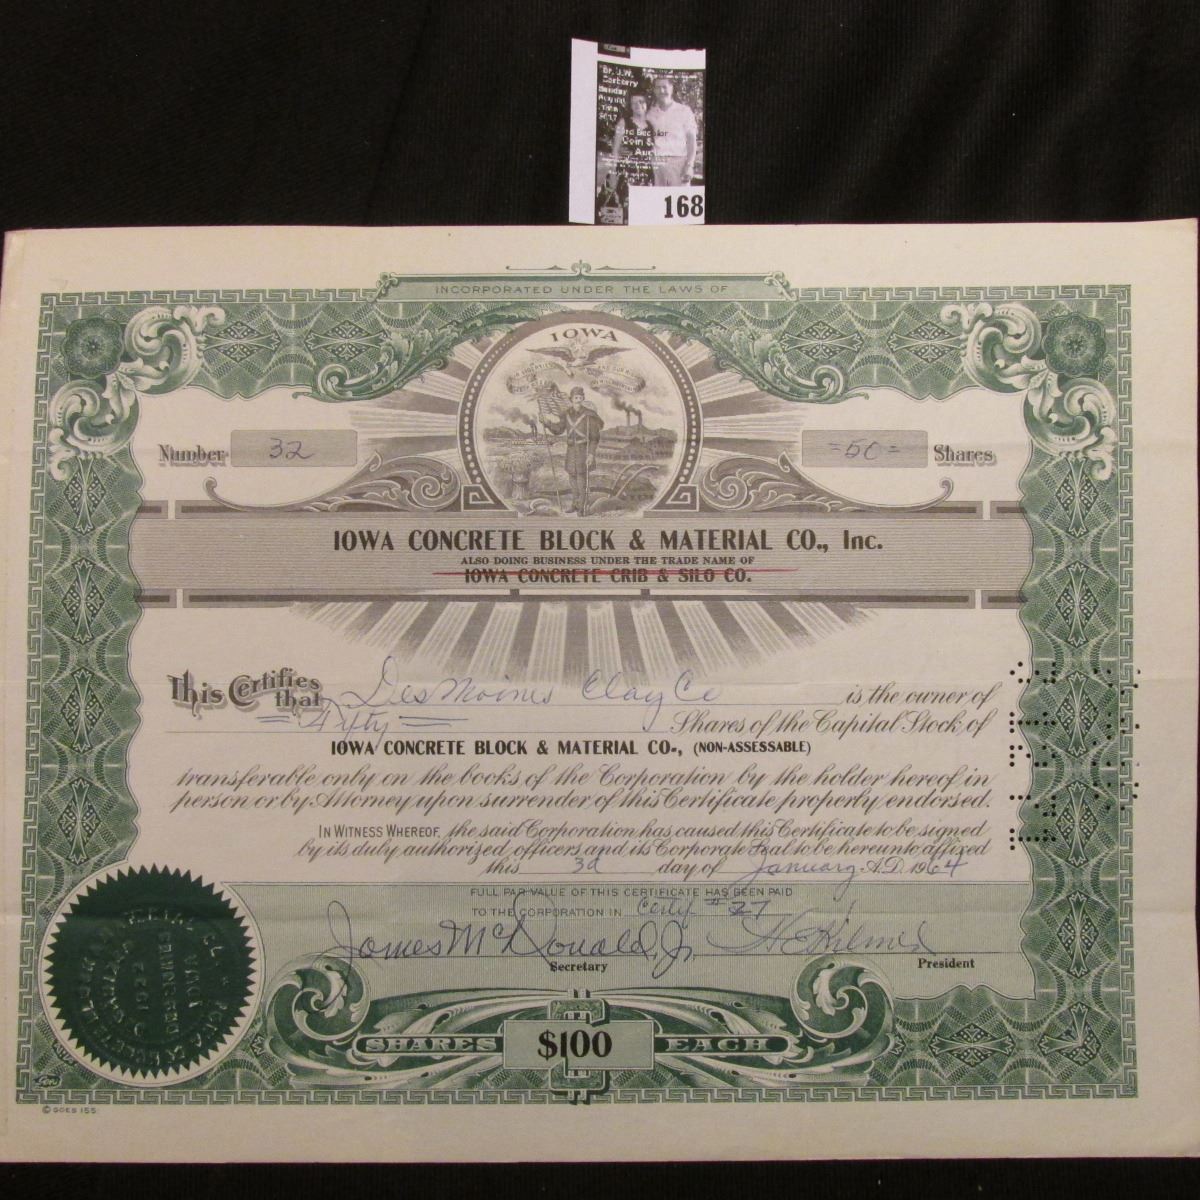 Dr. J.W.
Carberry
Sunday
168
INCORPORATED UNDER THE LAWS OF
IOWA
Number 32
=50= Shares
IOWA CONCRETE BLOCK & MATERIAL CO., Inc.
ALSO DOING BUSINESS UNDER THE TRADE NAME OF
IOWA CONCRETE CRIB & SILO CO.
This Certifies that Des Moines Clay Co is the owner of
= Fifty = Shares of the Capital Stock of
IOWA CONCRETE BLOCK & MATERIAL CO., (NON-ASSESSABLE)
transferable only on the books of the Corporation by the holder hereof in
person or by Attorney upon surrender of this Certificate properly endorsed.
IN WITNESS WHEREOF, the said Corporation has caused this Certificate to be signed
by its duly authorized officers and its Corporate Seal to be hereunto affixed
this 3d day of January A.D. 1964
FULL PAR VALUE OF THIS CERTIFICATE HAS BEEN PAID
TO THE CORPORATION IN Certif #27
James McDonald, Jr.
Secretary
President
1922
IOWA
SHARES $100 EACH
© GOES 155